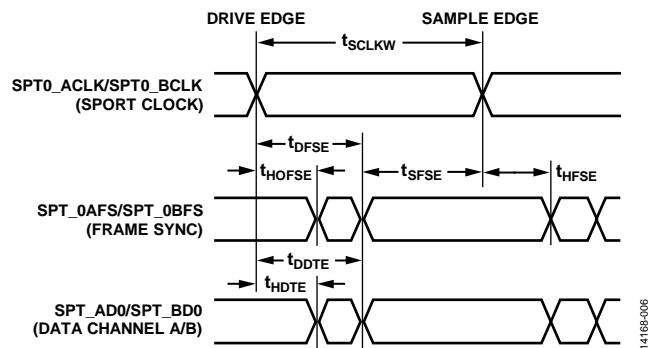 DRIVE EDGE
SAMPLE EDGE
tSCLKW
SPT0_ACLK/SPT0_BCLK
(SPORT CLOCK)
tDFSE
tHOFSE
tSFSE
tHFSE
SPT_0AFS/SPT_0BFS
(FRAME SYNC)
tDDTE
tHDTE
SPT_AD0/SPT_BD0
(DATA CHANNEL A/B)
14168-006